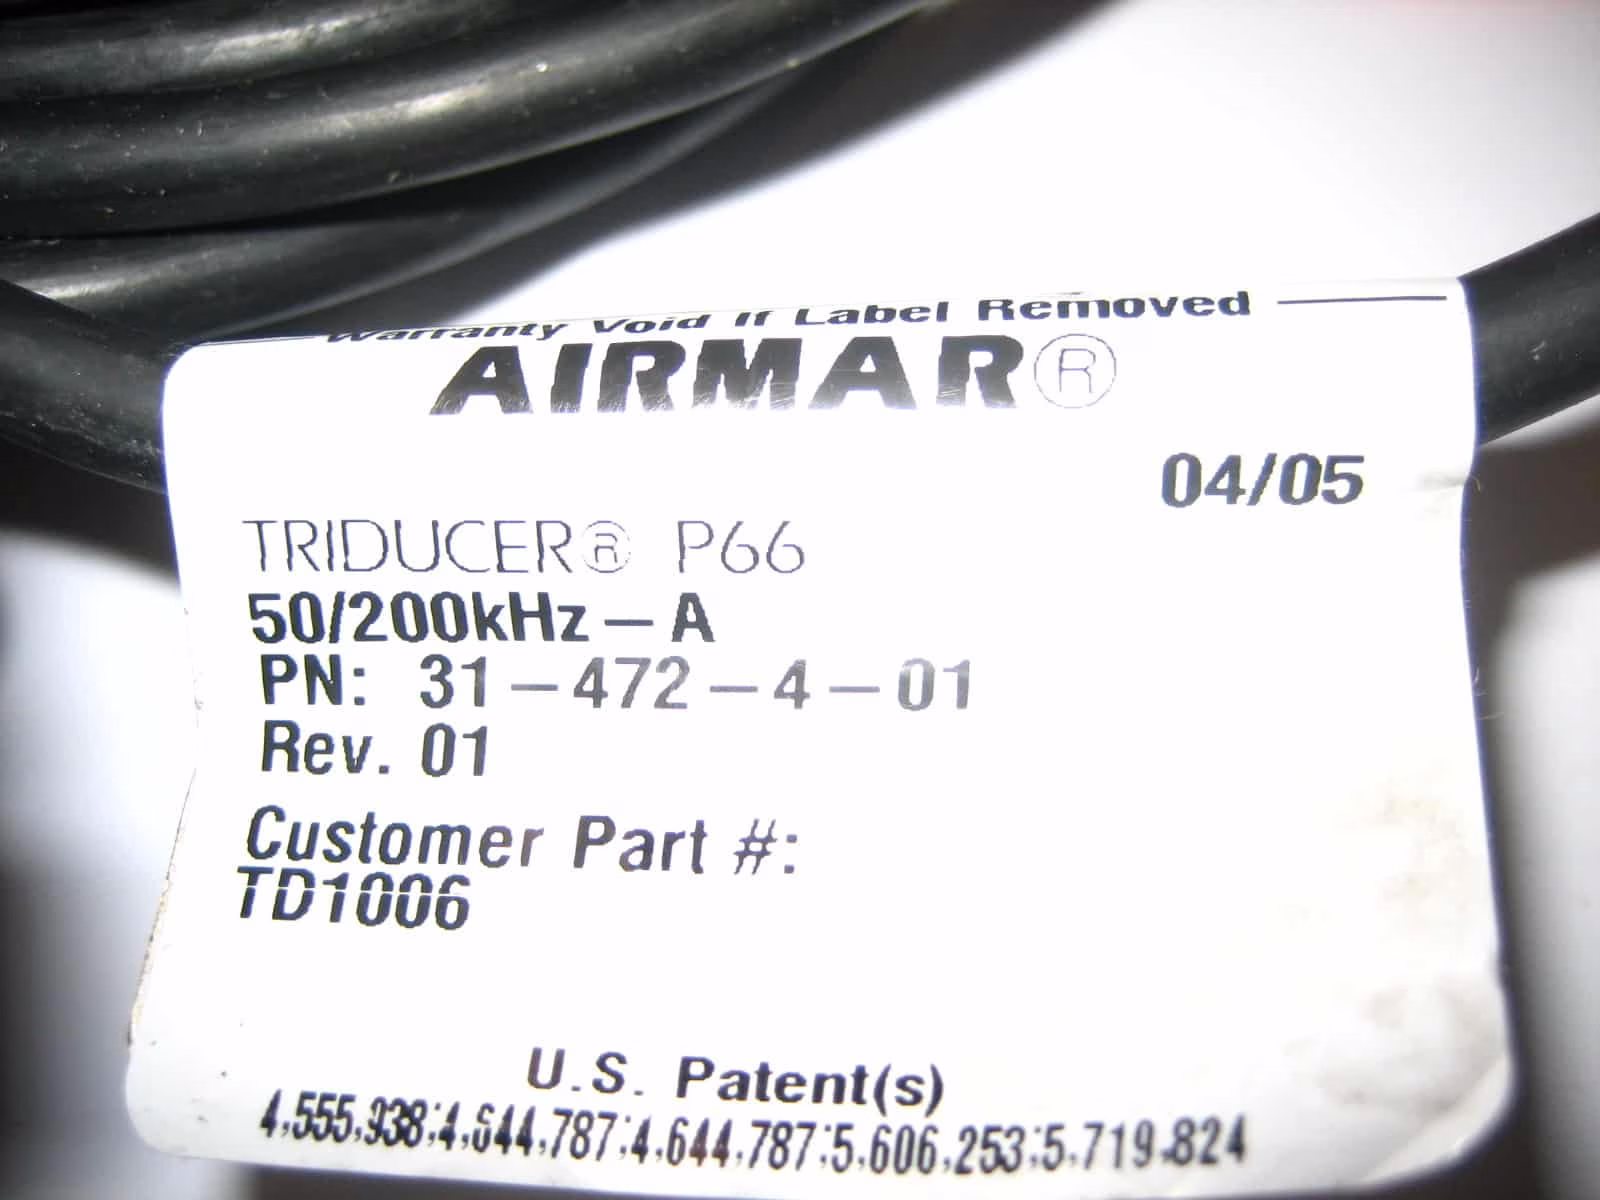 Warranty Void If Label Removed
AIRMAR®
04/05
TRIDUCER® P66
50/200kHz – A
PN: 31 – 472 – 4 – 01
Rev. 01
Customer Part #:
TD1006
U.S. Patent(s)
4,555,938;4,644,787;4,644,787;5,606,253;5,719,824